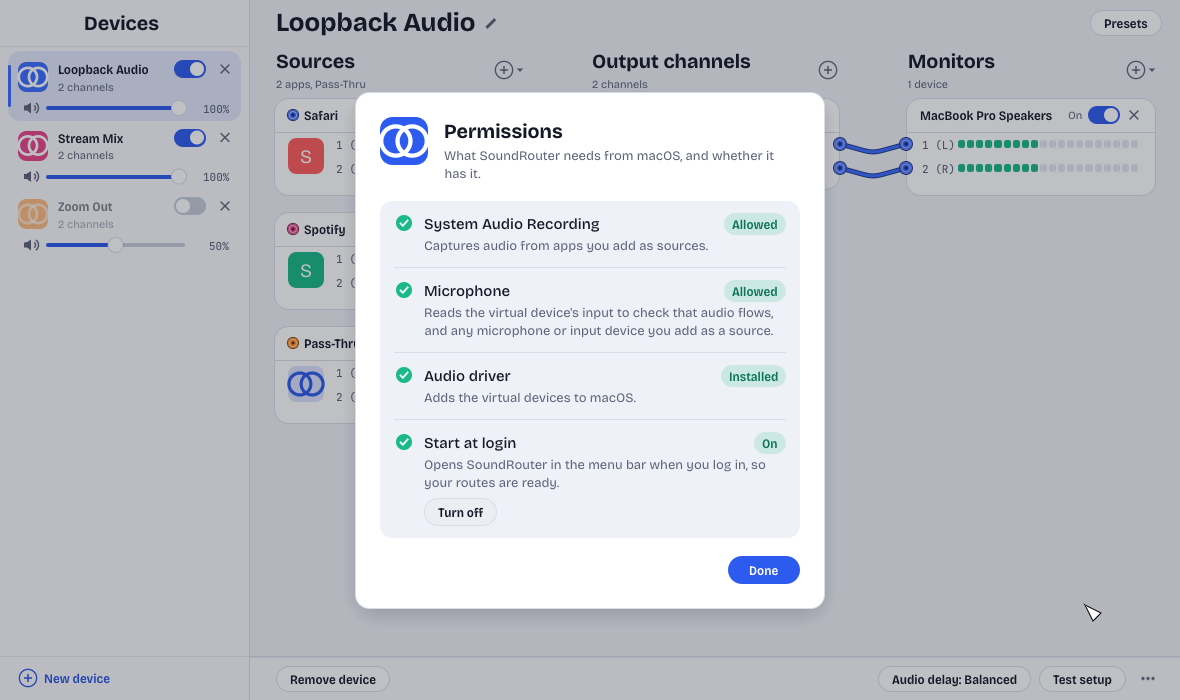 Devices
Loopback Audio
2 channels
100%
Stream Mix
2 channels
100%
Zoom Out
2 channels
50%
New device
Loopback Audio
Presets
Sources
2 apps, Pass-Thru
Output channels
2 channels
Monitors
1 device
Safari
S
1 (
2 (
Spotify
S
1 (
2 (
Pass-Thru
1 (
2 (
MacBook Pro Speakers
On
1 (L)
2 (R)
Permissions
What SoundRouter needs from macOS, and whether it
has it.
System Audio Recording
Allowed
Captures audio from apps you add as sources.
Microphone
Allowed
Reads the virtual device's input to check that audio flows,
and any microphone or input device you add as a source.
Audio driver
Installed
Adds the virtual devices to macOS.
Start at login
On
Opens SoundRouter in the menu bar when you log in, so
your routes are ready.
Turn off
Done
Remove device
Audio delay: Balanced
Test setup